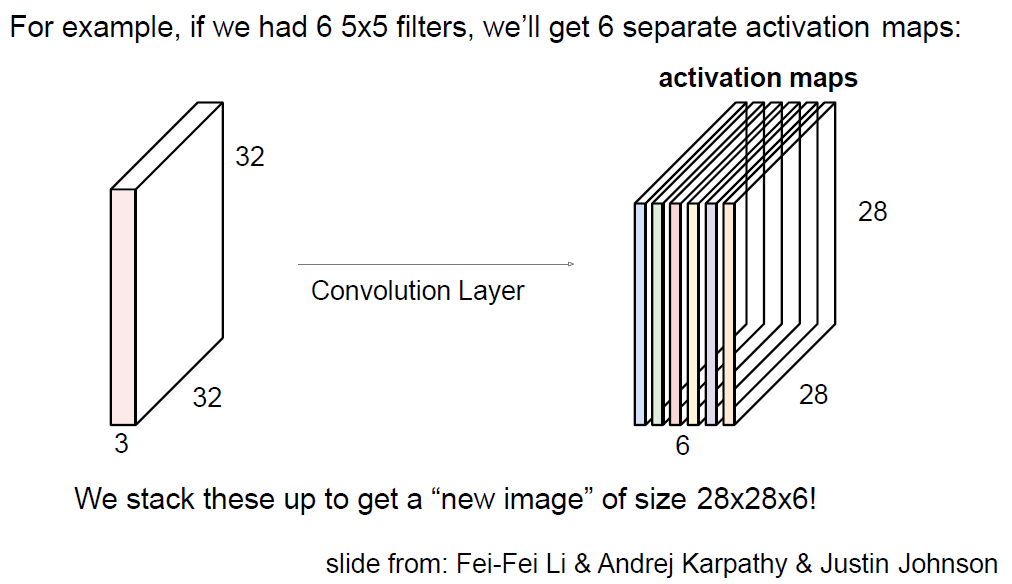 For example, if we had 6 5x5 filters, we'll get 6 separate activation maps:
activation maps
32
28
Convolution Layer
32
28
3
6
We stack these up to get a “new image” of size 28x28x6!
slide from: Fei-Fei Li & Andrej Karpathy & Justin Johnson